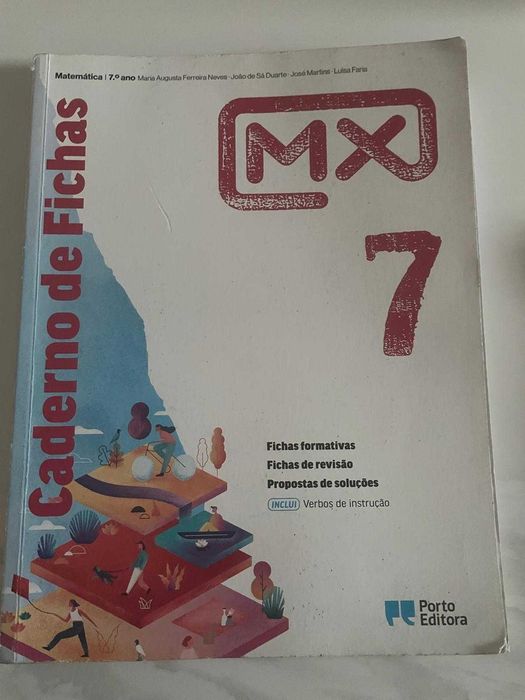 Matemática | 7.º ano Maria Augusta Ferreira Neves · João de Sá Duarte · José Martins · Luísa Faria
MX
7
Caderno de Fichas
Fichas formativas
Fichas de revisão
Propostas de soluções
INCLUI Verbos de instrução
Porto
Editora